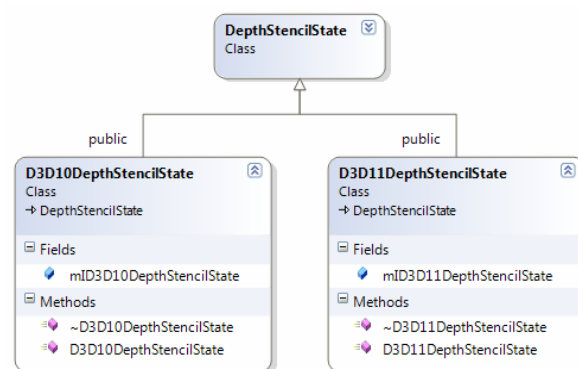 DepthStencilState
Class
public
public
D3D10DepthStencilState
Class
DepthStencilState
Fields
mID3D10DepthStencilState
Methods
~D3D10DepthStencilState
D3D10DepthStencilState
D3D11DepthStencilState
Class
DepthStencilState
Fields
mID3D11DepthStencilState
Methods
~D3D11DepthStencilState
D3D11DepthStencilState